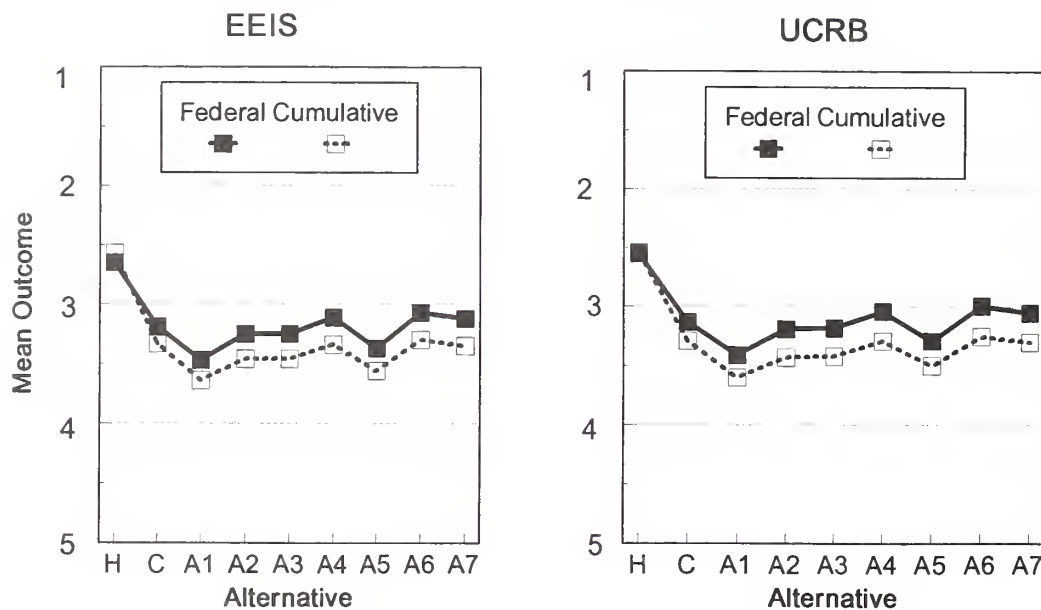 EEIS
1
2
3
4
5
Mean Outcome
Federal Cumulative
H C A1 A2 A3 A4 A5 A6 A7
Alternative
UCRB
1
2
3
4
5
Federal Cumulative
H C A1 A2 A3 A4 A5 A6 A7
Alternative